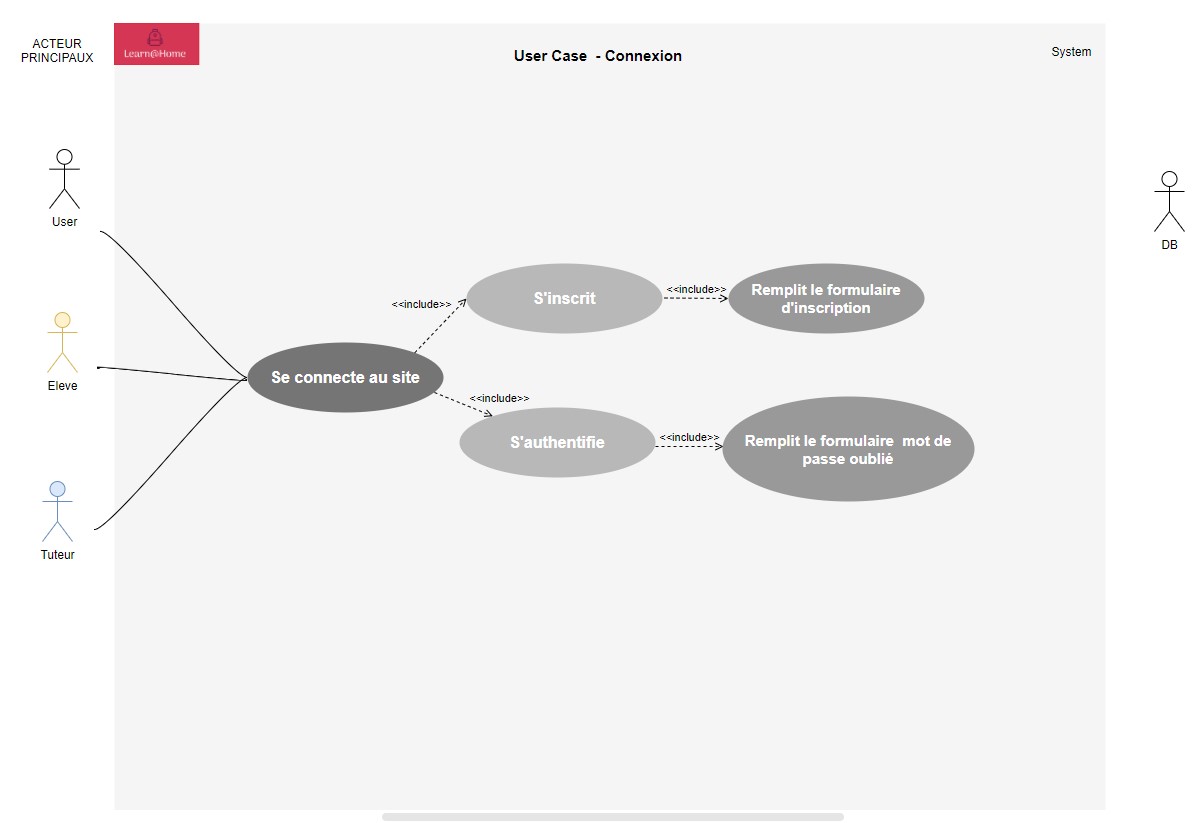 ACTEUR
PRINCIPAUX
Learn@Home
User Case  - Connexion
System
User
DB
<<include>>
S'inscrit
<<include>>
Remplit le formulaire
d'inscription
Eleve
Se connecte au site
<<include>>
S'authentifie
<<include>>
Remplit le formulaire  mot de
passe oublié
Tuteur